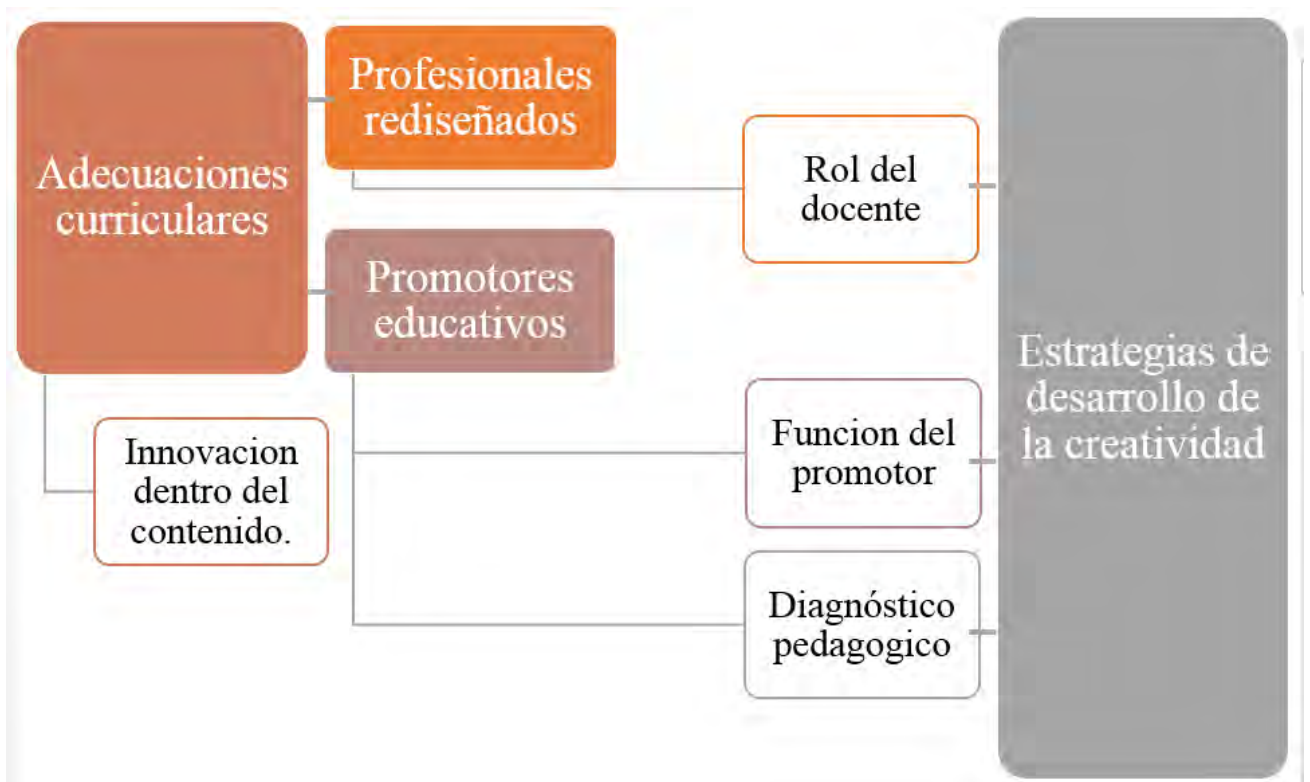 Adecuaciones
curriculares
Profesionales
rediseñados
Promotores
educativos
Innovacion
dentro del
contenido.
Rol del
docente
Funcion del
promotor
Diagnóstico
pedagogico
Estrategias de
desarrollo de
la creatividad